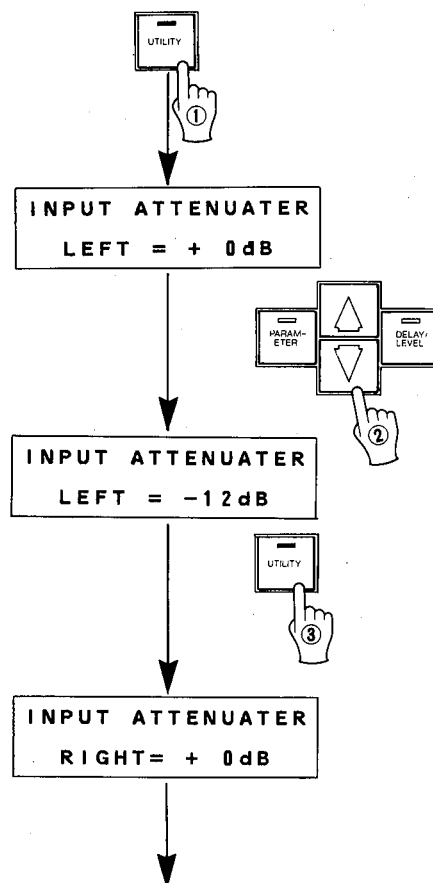 UTILITY
①
INPUT ATTENUATER
LEFT = + 0dB
PARAM-
ETER
DELAY/
LEVEL
②
INPUT ATTENUATER
LEFT = -12dB
UTILITY
③
INPUT ATTENUATER
RIGHT= + 0dB